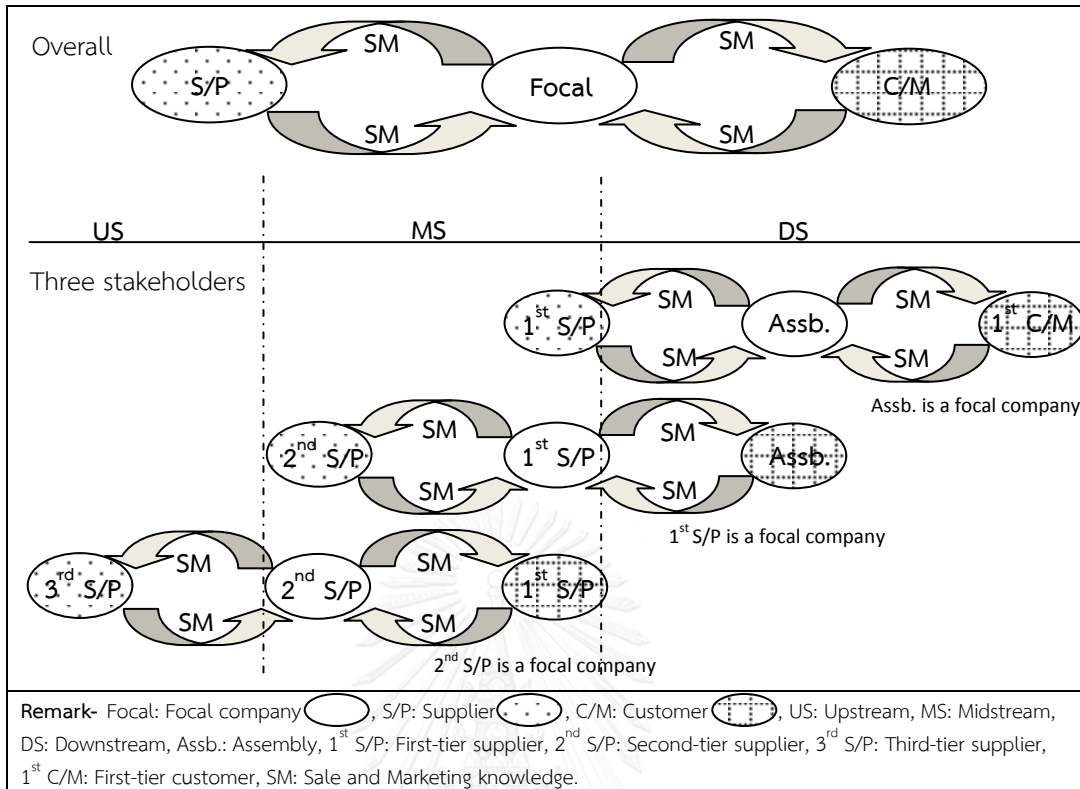 Overall
SM SM
S/P Focal C/M
SM SM
US MS DS
Three stakeholders
SM SM
1st S/P Assb. 1st C/M
SM SM
Assb. is a focal company
SM SM
2nd S/P 1st S/P Assb.
SM SM
1st S/P is a focal company
SM SM
3rd S/P 2nd S/P 1st S/P
SM SM
2nd S/P is a focal company
Remark- Focal: Focal company , S/P: Supplier , C/M: Customer , US: Upstream, MS: Midstream,
DS: Downstream, Assb.: Assembly, 1st S/P: First-tier supplier, 2nd S/P: Second-tier supplier, 3rd S/P: Third-tier supplier,
1st C/M: First-tier customer, SM: Sale and Marketing knowledge.